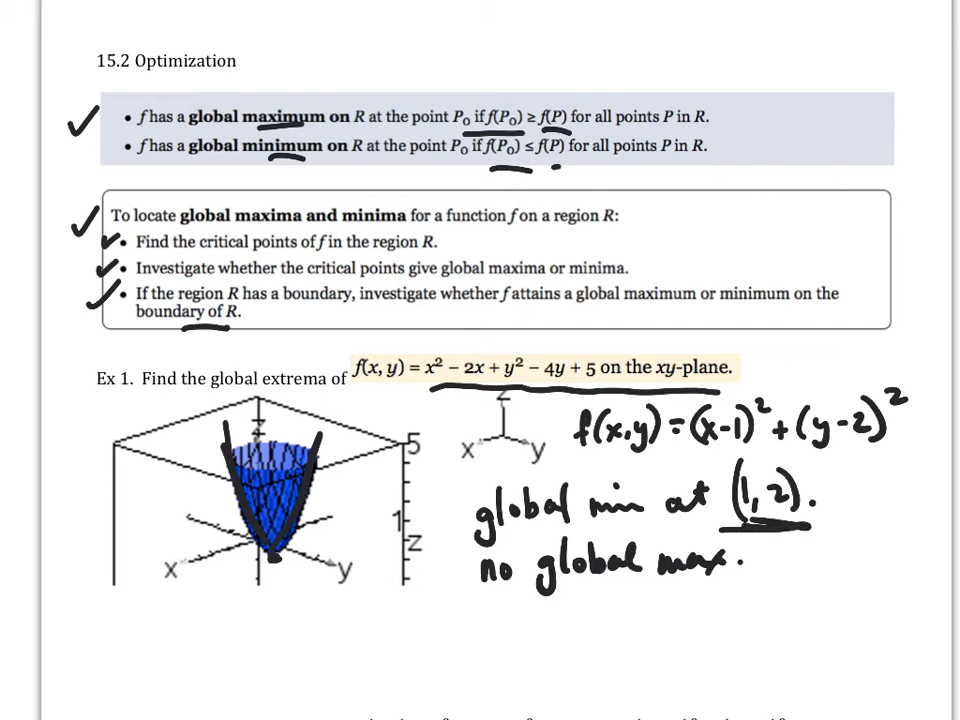 15.2 Optimization
• f has a global maximum on R at the point P₀ if f(P₀) ≥ f(P) for all points P in R.
• f has a global minimum on R at the point P₀ if f(P₀) ≤ f(P) for all points P in R.
To locate global maxima and minima for a function f on a region R:
• Find the critical points of f in the region R.
• Investigate whether the critical points give global maxima or minima.
• If the region R has a boundary, investigate whether f attains a global maximum or minimum on the
boundary of R.
Ex 1. Find the global extrema of f(x, y) = x² − 2x + y² − 4y + 5 on the xy-plane.
z
x
y
f(x,y) = (x-1)² + (y-2)²
z
5
1
z
x
y
global min at (1, 2).
no global max.